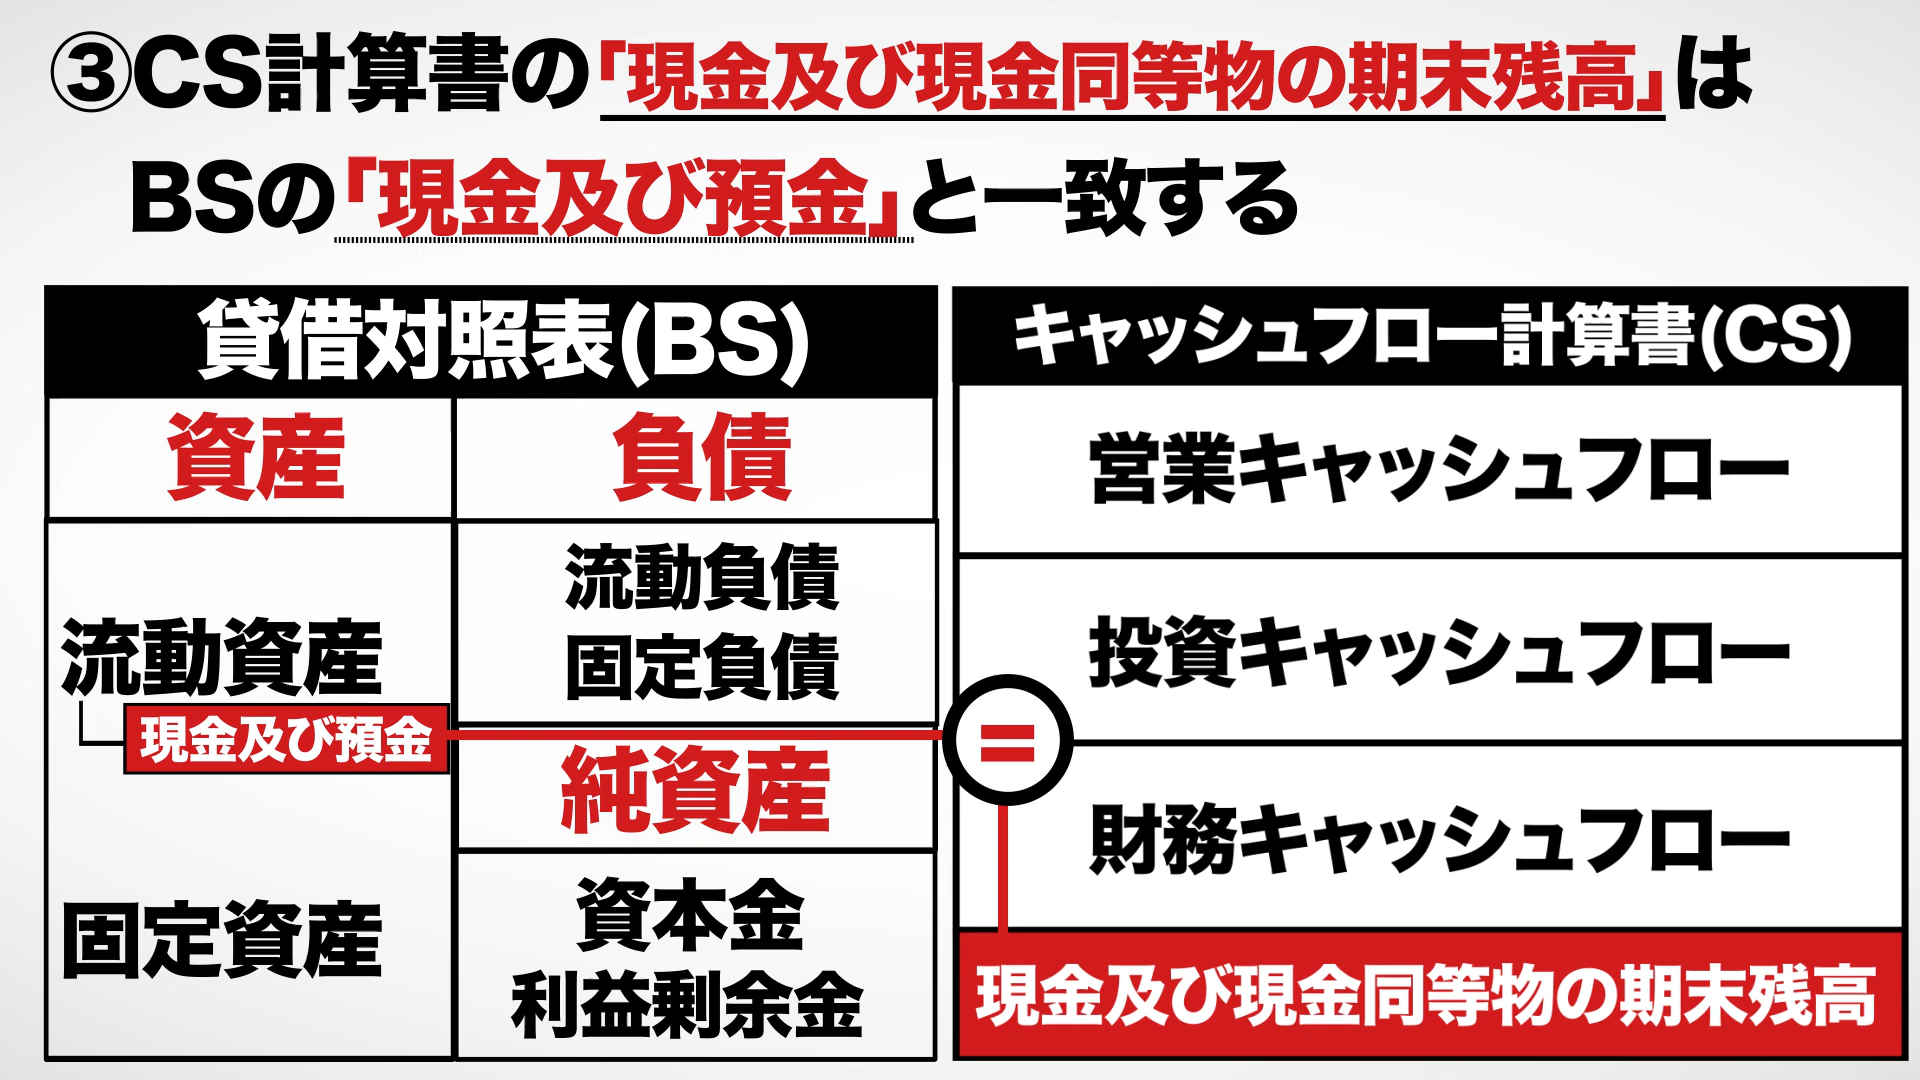 ③CS計算書の「現金及び現金同等物の期末残高」は
BSの「現金及び預金」と一致する
貸借対照表(BS)
資産
負債
流動資産
現金及び預金
固定資産
流動負債
固定負債
純資産
資本金
利益剰余金
=
キャッシュフロー計算書(CS)
営業キャッシュフロー
投資キャッシュフロー
財務キャッシュフロー
現金及び現金同等物の期末残高